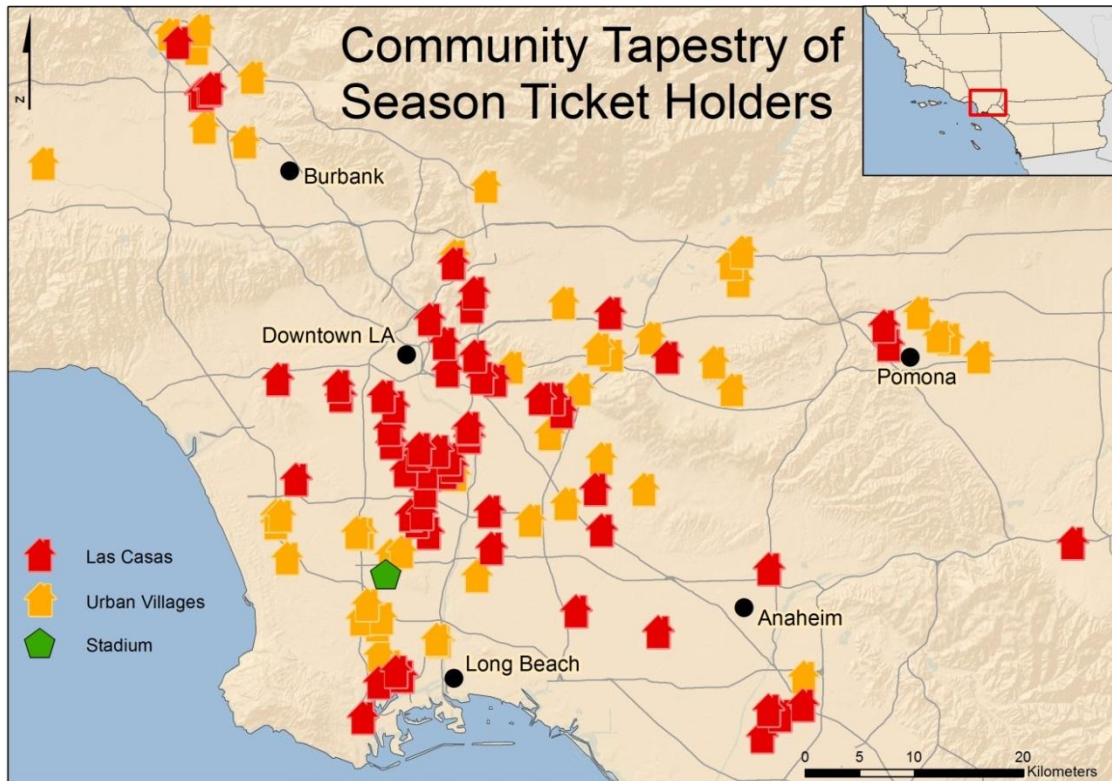 Community Tapestry of
Season Ticket Holders
N
Burbank
Downtown LA
Pomona
Las Casas
Urban Villages
Stadium
Anaheim
Long Beach
0 5 10 20
Kilometers